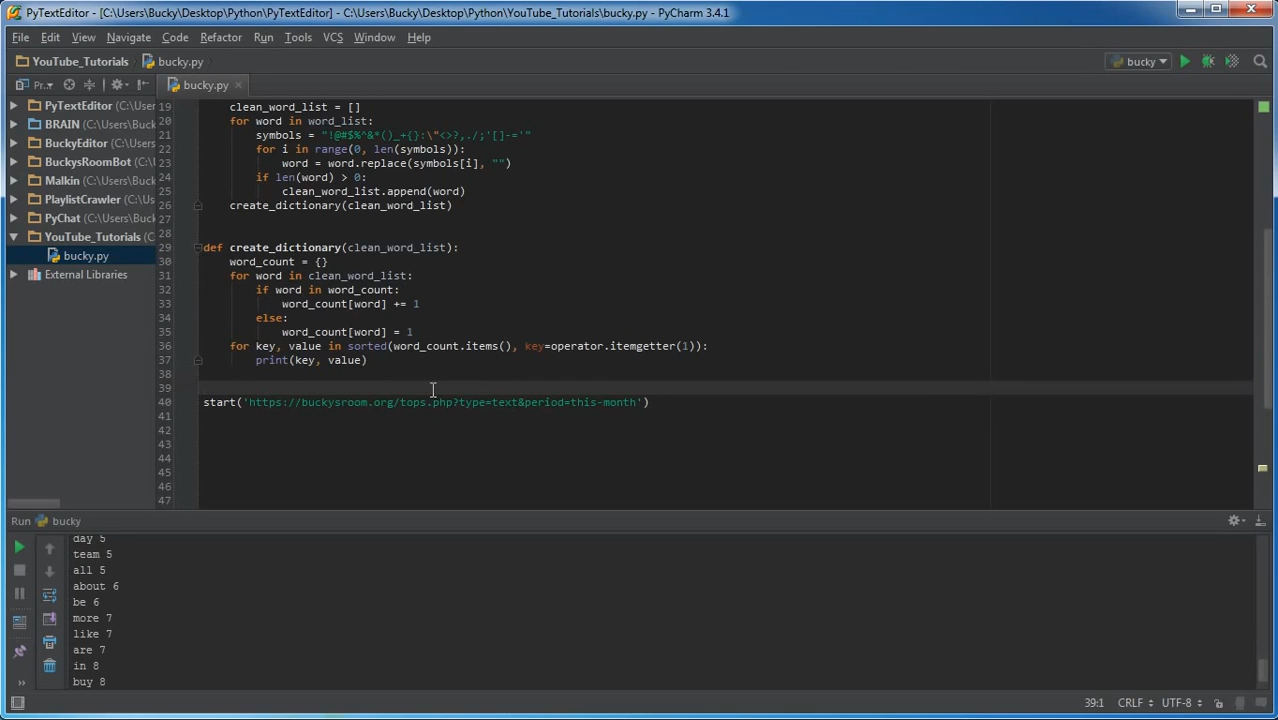 PyTextEditor - [C:\Users\Bucky\Desktop\Python\PyTextEditor] - C:\Users\Bucky\Desktop\Python\YouTube_Tutorials\bucky.py - PyCharm 3.4.1
File Edit View Navigate Code Refactor Run Tools VCS Window Help
YouTube_Tutorials bucky.py bucky
Pr.. bucky.py
PyTextEditor (C:\Users
BRAIN (C:\Users\Bucky
BuckyEditor (C:\Users\
BuckysRoomBot (C:\Us
Malkin (C:\Users\Bucky
PlaylistCrawler (C:\Use
PyChat (C:\Users\Buc
YouTube_Tutorials (C:
bucky.py
External Libraries
19 clean_word_list = []
20 for word in word_list:
21 symbols = "!@#$%^&*()_+{}:\"<>?,./;'[]-='"
22 for i in range(0, len(symbols)):
23 word = word.replace(symbols[i], "")
24 if len(word) > 0:
25 clean_word_list.append(word)
26 create_dictionary(clean_word_list)
27
28
29 def create_dictionary(clean_word_list):
30 word_count = {}
31 for word in clean_word_list:
32 if word in word_count:
33 word_count[word] += 1
34 else:
35 word_count[word] = 1
36 for key, value in sorted(word_count.items(), key=operator.itemgetter(1)):
37 print(key, value)
38
39
40 start('https://buckysroom.org/tops.php?type=text&period=this-month')
41
42
43
44
45
46
47
Run bucky
day 5
team 5
all 5
about 6
be 6
more 7
like 7
are 7
in 8
buy 8
39:1 CRLF UTF-8